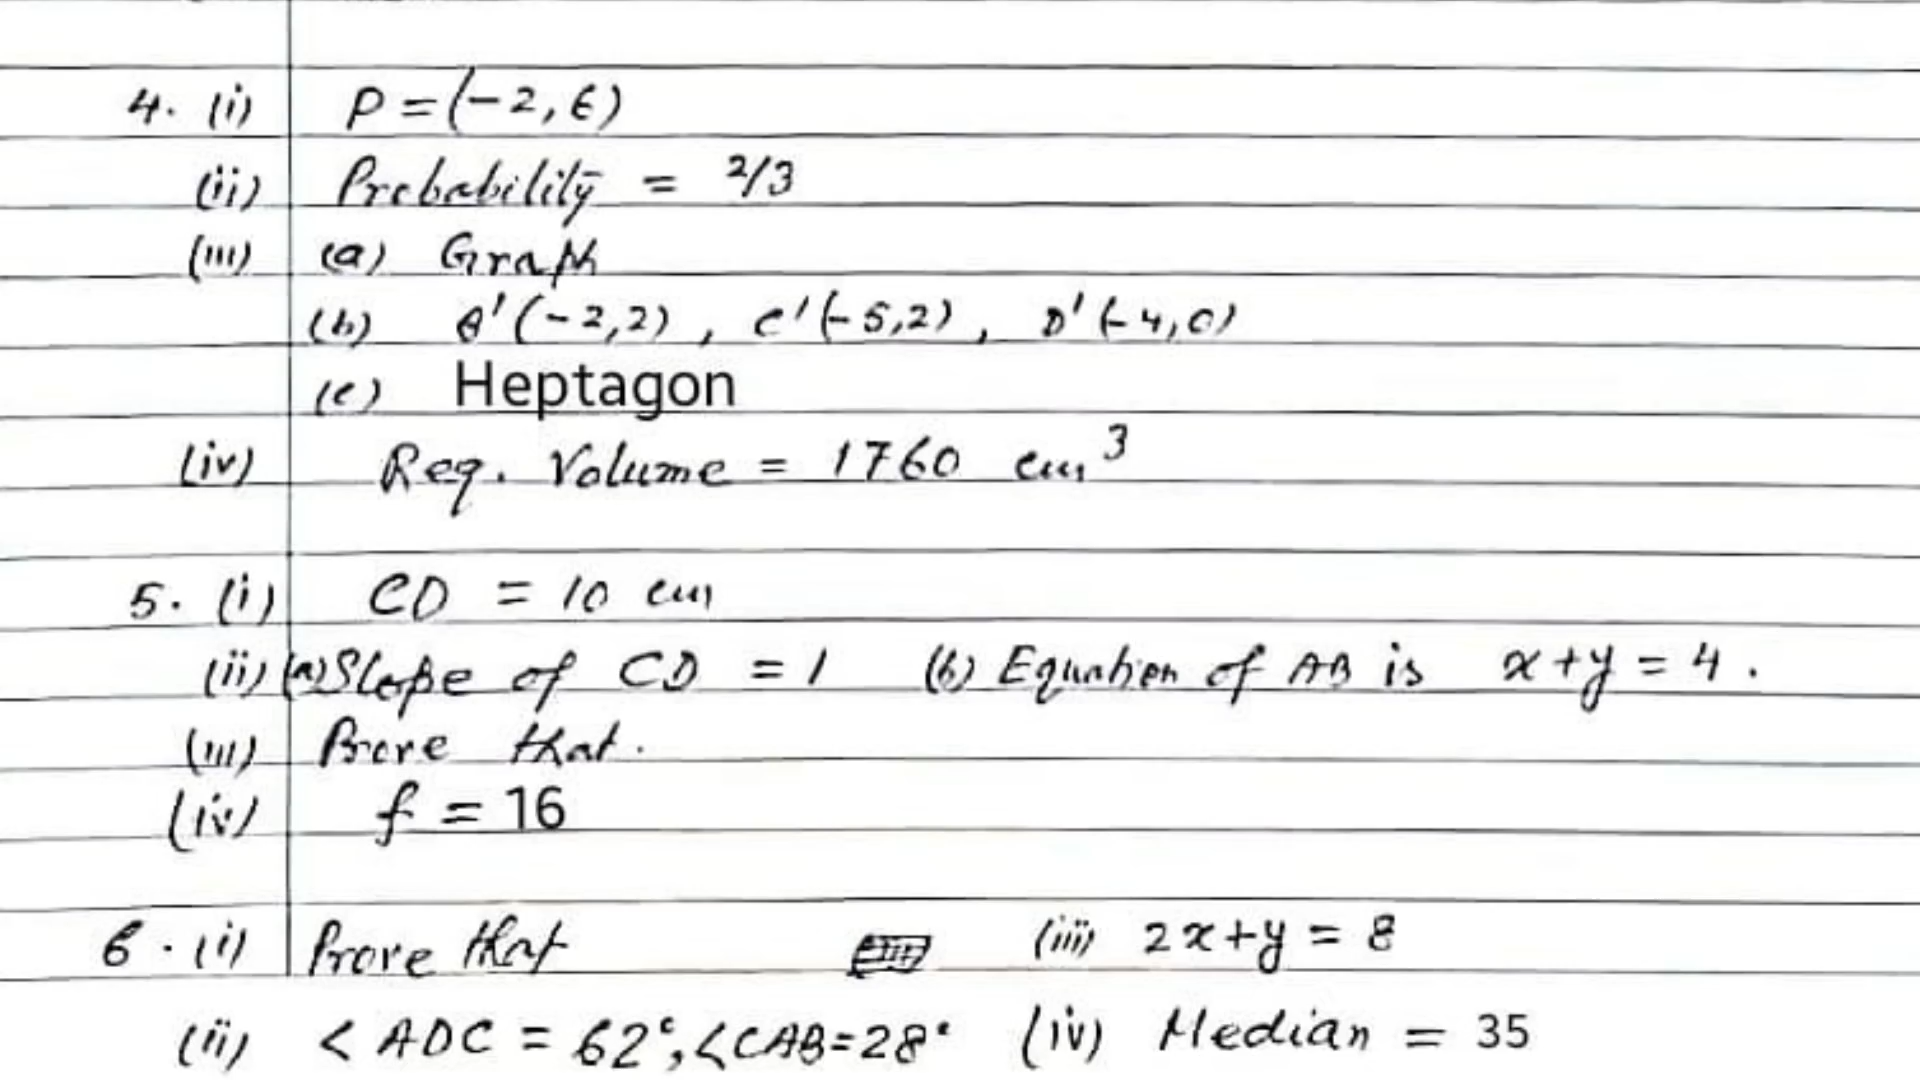 4. (i) P = (-2, 6)
(ii) Probability = 2/3
(iii) (a) Graph
(b) B'(-2,2), C'(-5,2), D'(-4,0)
(c) Heptagon
(iv) Req. Volume = 1760 cm³
5. (i) CD = 10 cm
(ii) (a) Slope of CD = 1 (b) Equation of AB is x+y = 4.
(iii) Prove that.
(iv) f = 16
6. (i) Prove that (iii) 2x+y = 8
(ii) < ADC = 62°, <CAB=28° (iv) Median = 35